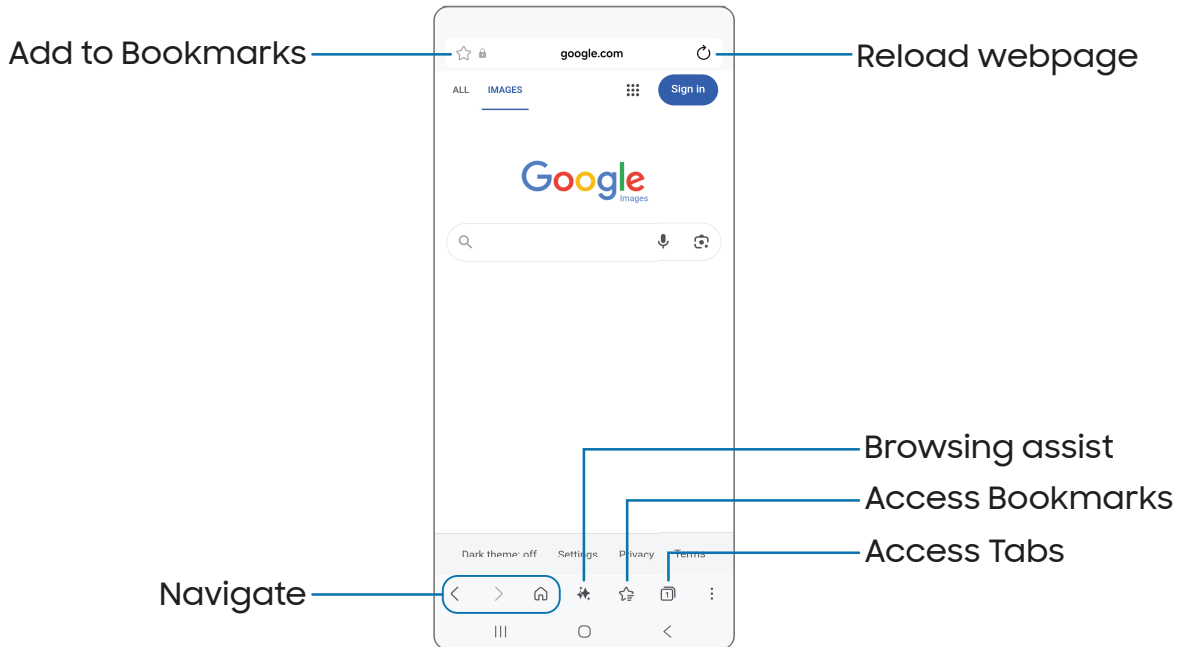 Add to Bookmarks
google.com
Reload webpage
ALL IMAGES
Sign in
Google
Images
Browsing assist
Access Bookmarks
Access Tabs
Dark theme: off Settings Privacy Terms
Navigate
1